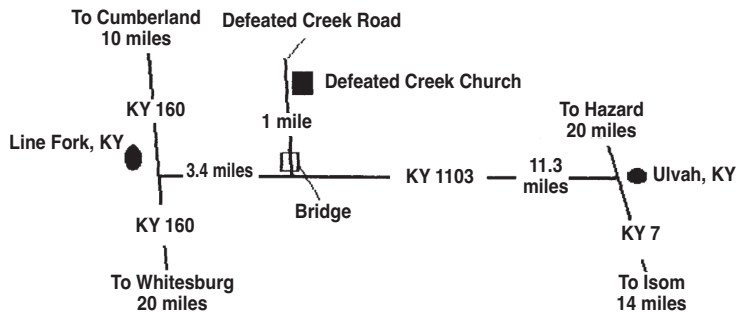 To Cumberland
10 miles
Defeated Creek Road
Defeated Creek Church
KY 160
1 mile
To Hazard
20 miles
Line Fork, KY
3.4 miles
KY 1103
11.3
miles
Ulvah, KY
Bridge
KY 160
KY 7
To Whitesburg
20 miles
To Isom
14 miles